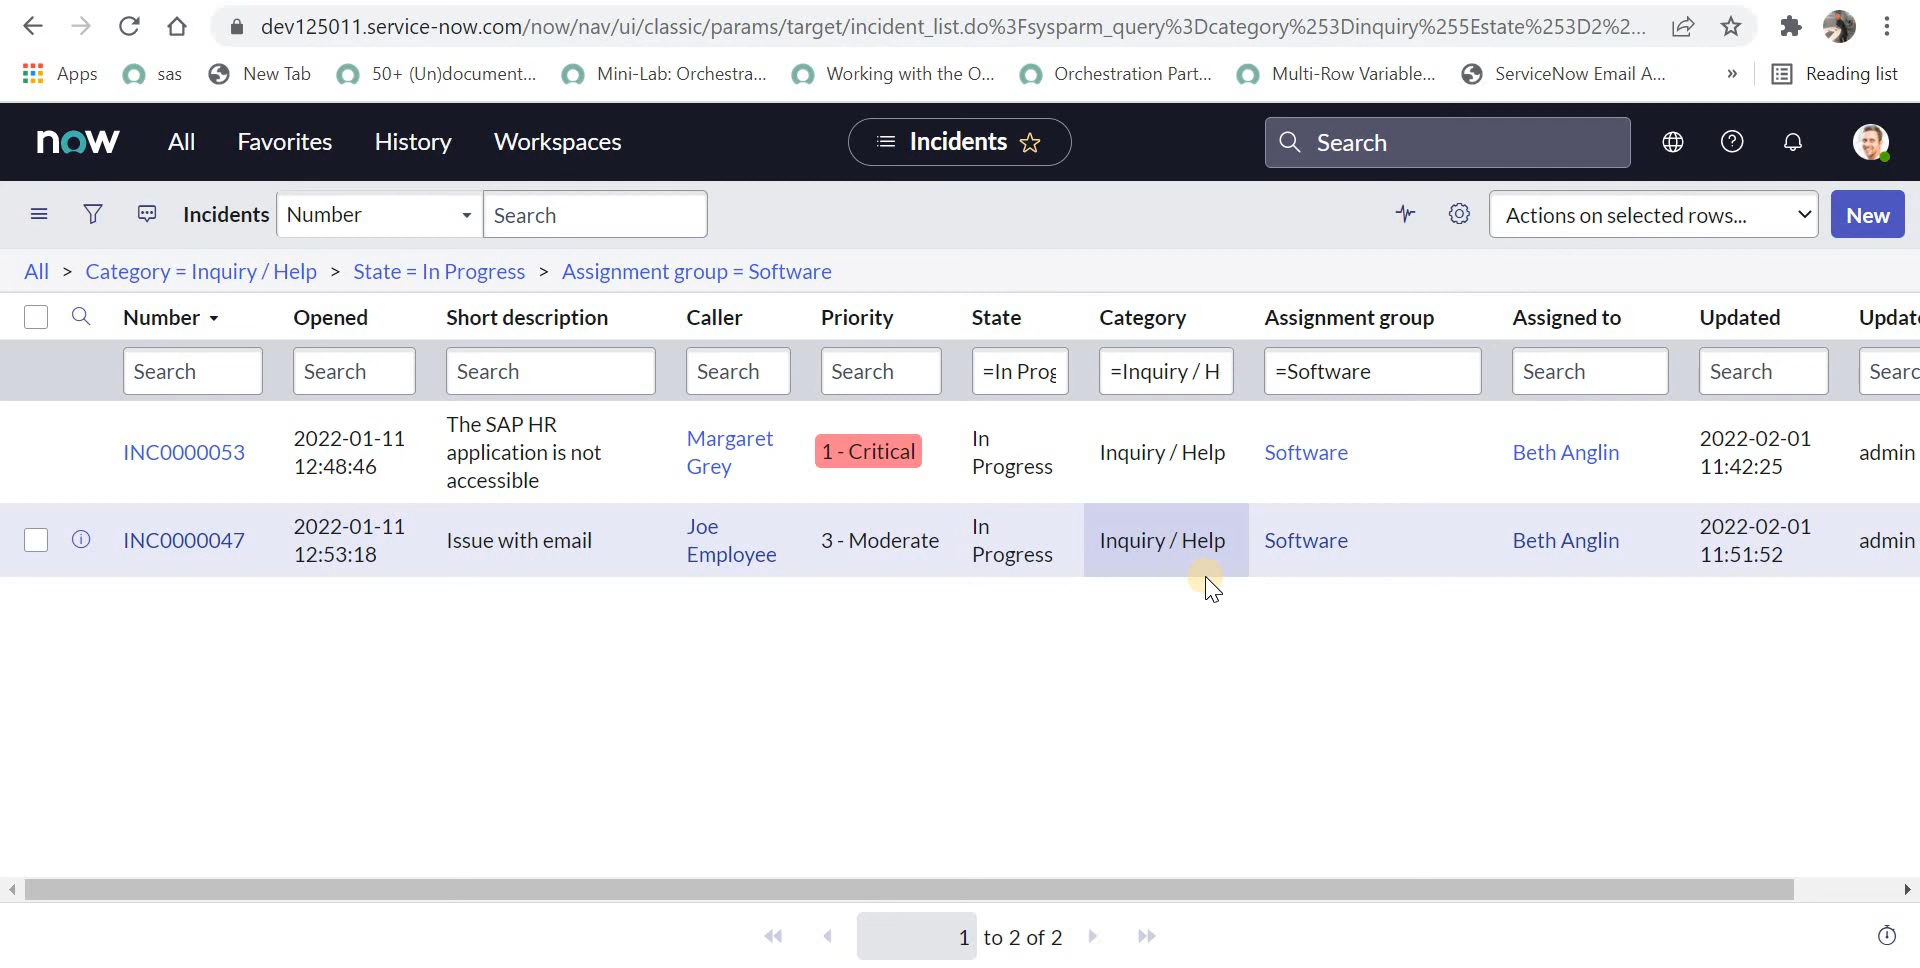 dev125011.service-now.com/now/nav/ui/classic/params/target/incident_list.do%3Fsysparm_query%3Dcategory%253Dinquiry%255Estate%253D2%2...
Apps sas New Tab 50+ (Un)document... Mini-Lab: Orchestra... Working with the O... Orchestration Part... Multi-Row Variable... ServiceNow Email A... » Reading list
now All Favorites History Workspaces Incidents Search
Incidents Number Search Actions on selected rows... New
All > Category = Inquiry / Help > State = In Progress > Assignment group = Software
Number Opened Short description Caller Priority State Category Assignment group Assigned to Updated Update
Search Search Search Search Search =In Prog =Inquiry / H =Software Search Search Searc
INC0000053 2022-01-11 12:48:46 The SAP HR application is not accessible Margaret Grey 1 - Critical In Progress Inquiry / Help Software Beth Anglin 2022-02-01 11:42:25 admin
INC0000047 2022-01-11 12:53:18 Issue with email Joe Employee 3 - Moderate In Progress Inquiry / Help Software Beth Anglin 2022-02-01 11:51:52 admin
1 to 2 of 2